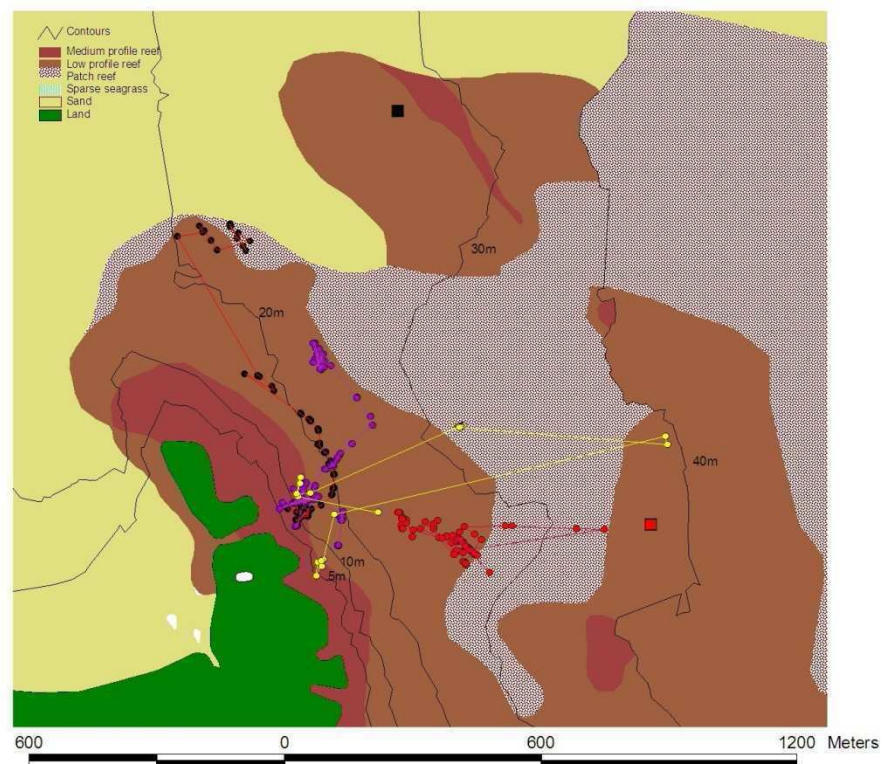 Contours
Medium profile reef
Low profile reef
Patch reef
Sparse seagrass
Sand
Land
30m
20m
40m
10m
5m
600 0 600 1200 Meters